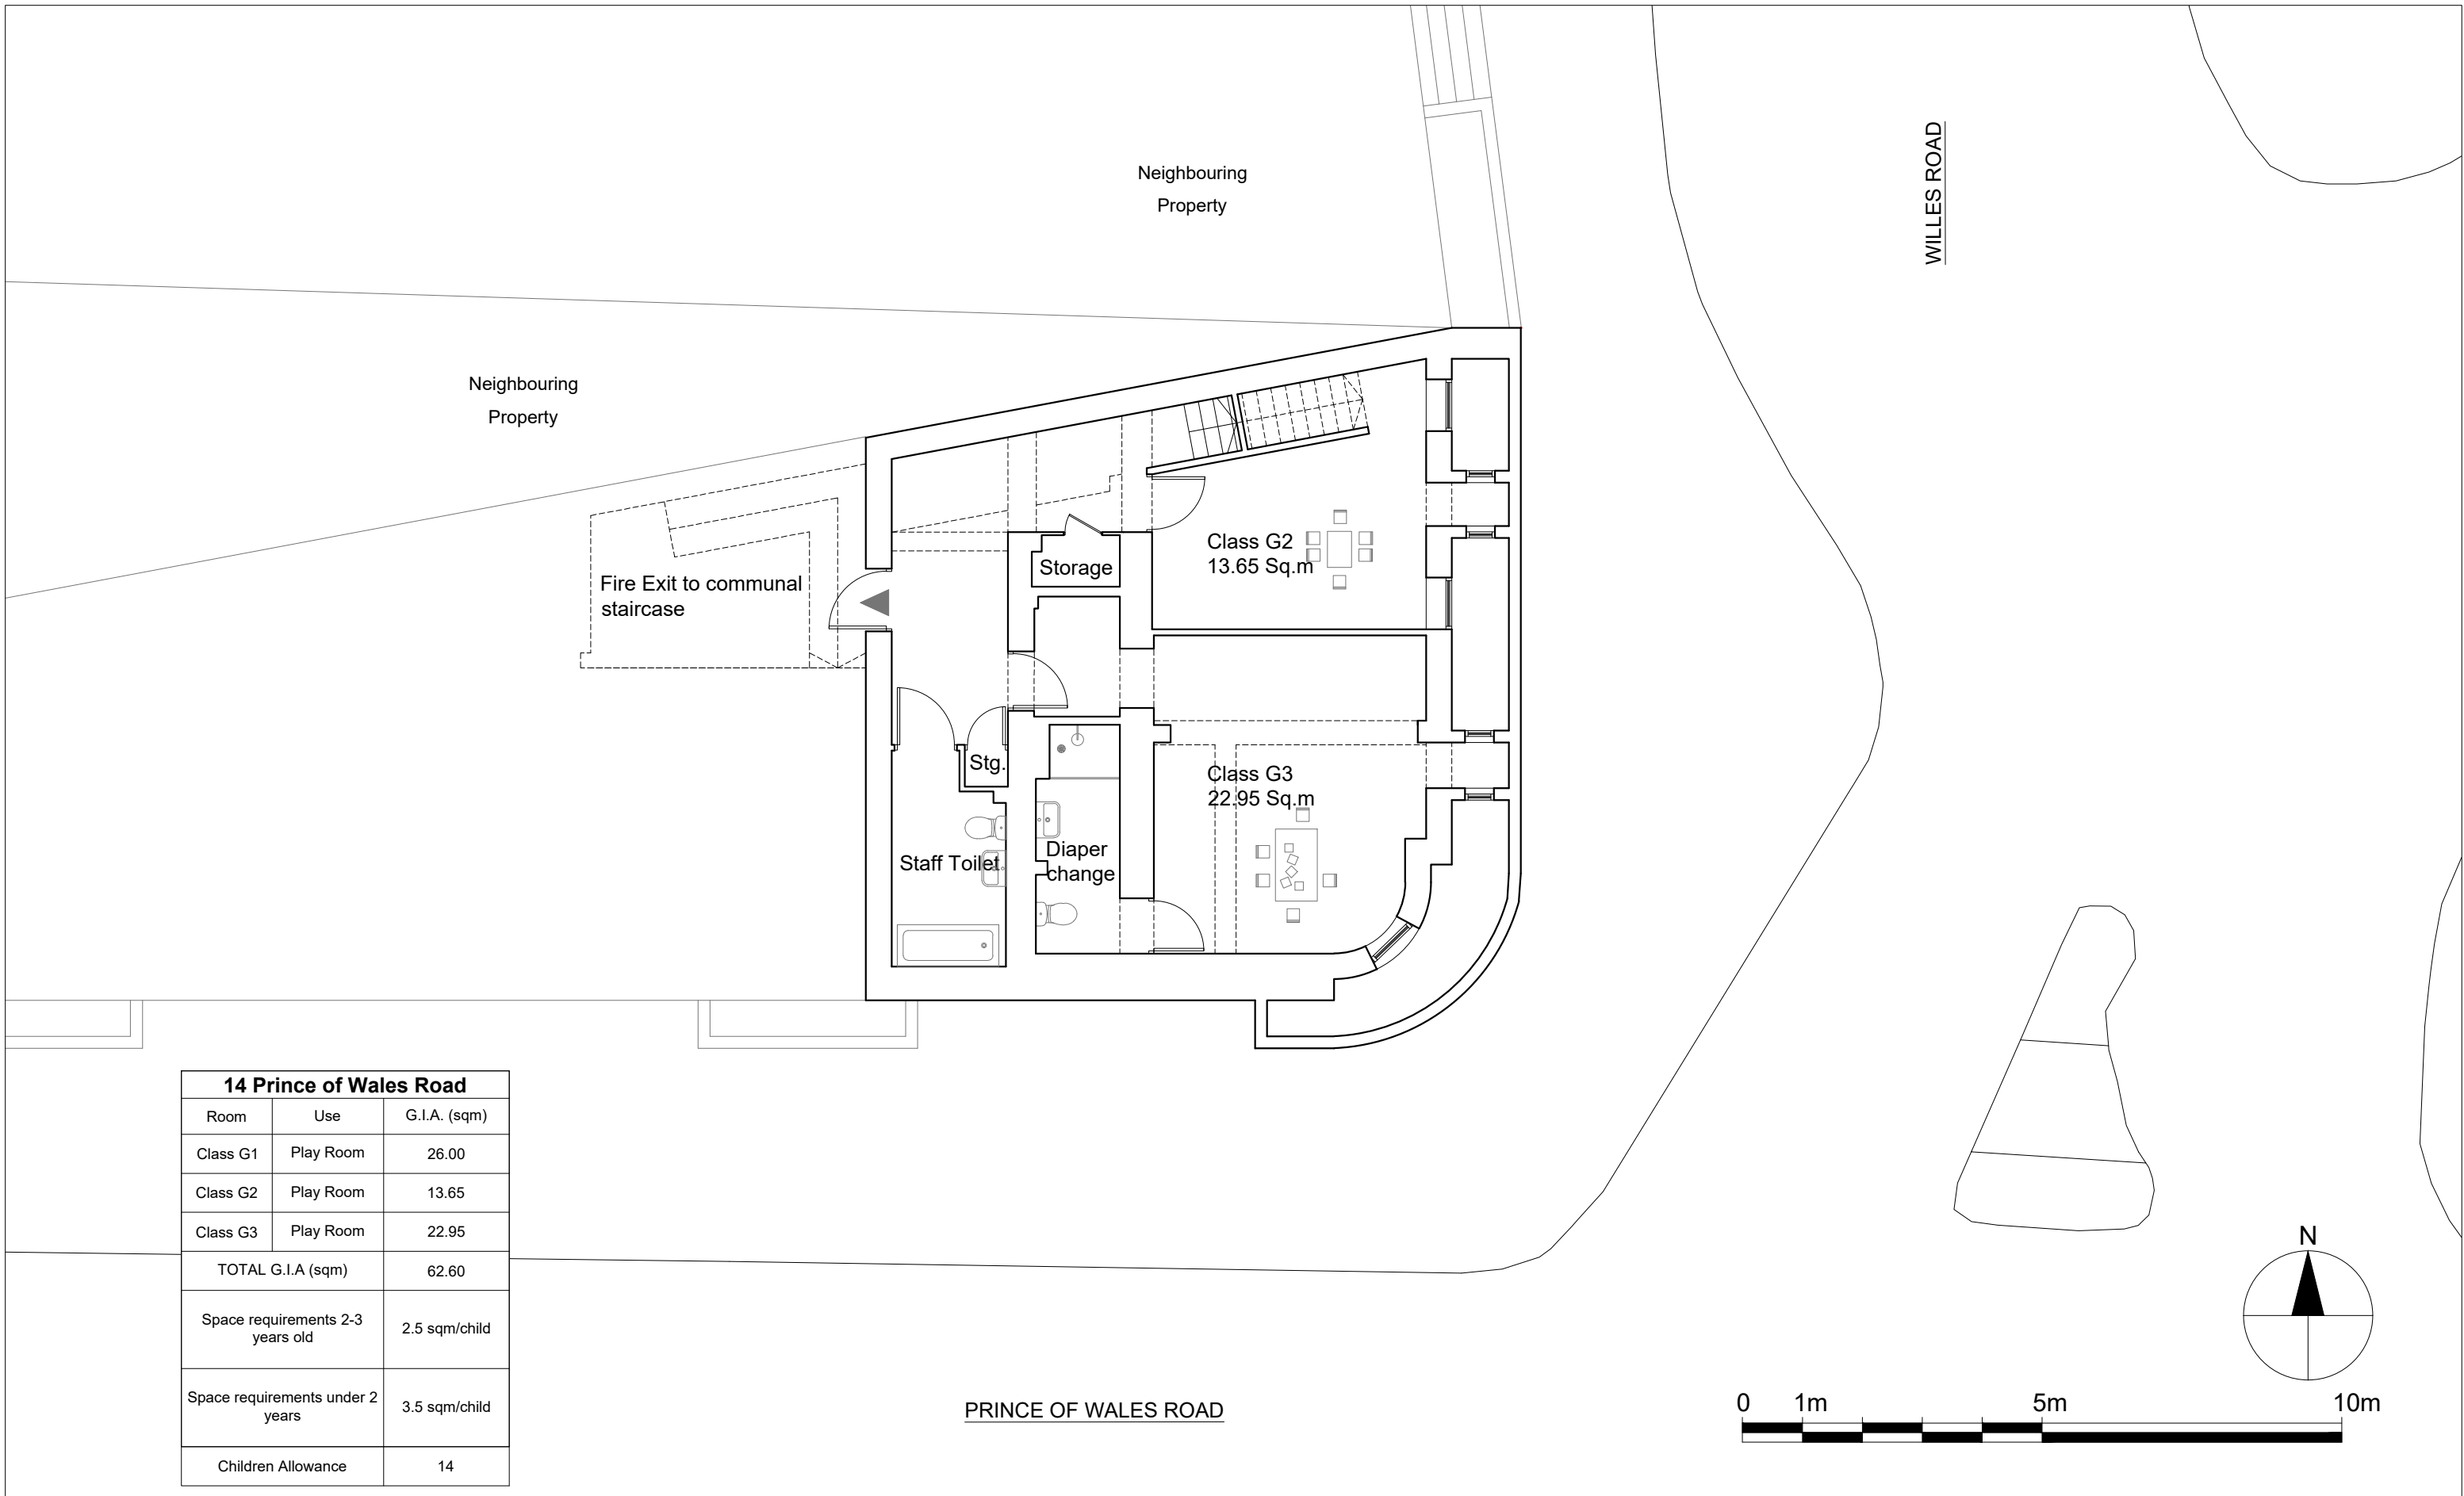 WILLES ROAD
Neighbouring
Property
Neighbouring
Property
Fire Exit to communal
staircase
Storage
Class G2
13.65 Sq.m
Stg.
Class G3
22.95 Sq.m
Staff Toilet
Diaper
change
14 Prince of Wales Road
Room Use G.I.A. (sqm)
Class G1 Play Room 26.00
Class G2 Play Room 13.65
Class G3 Play Room 22.95
TOTAL G.I.A (sqm) 62.60
Space requirements 2-3
years old
2.5 sqm/child
Space requirements under 2
years
3.5 sqm/child
Children Allowance 14
PRINCE OF WALES ROAD
N
0 1m 5m 10m